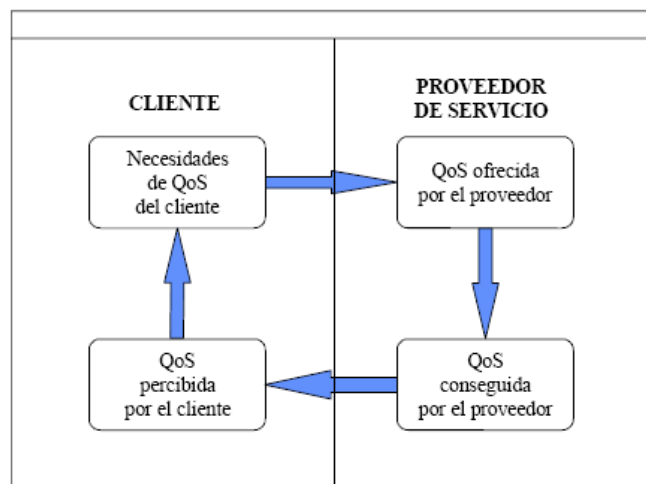 CLIENTE
PROVEEDOR
DE SERVICIO
Necesidades
de QoS
del cliente
QoS ofrecida
por el proveedor
QoS
percibida
por el cliente
QoS
conseguida
por el proveedor